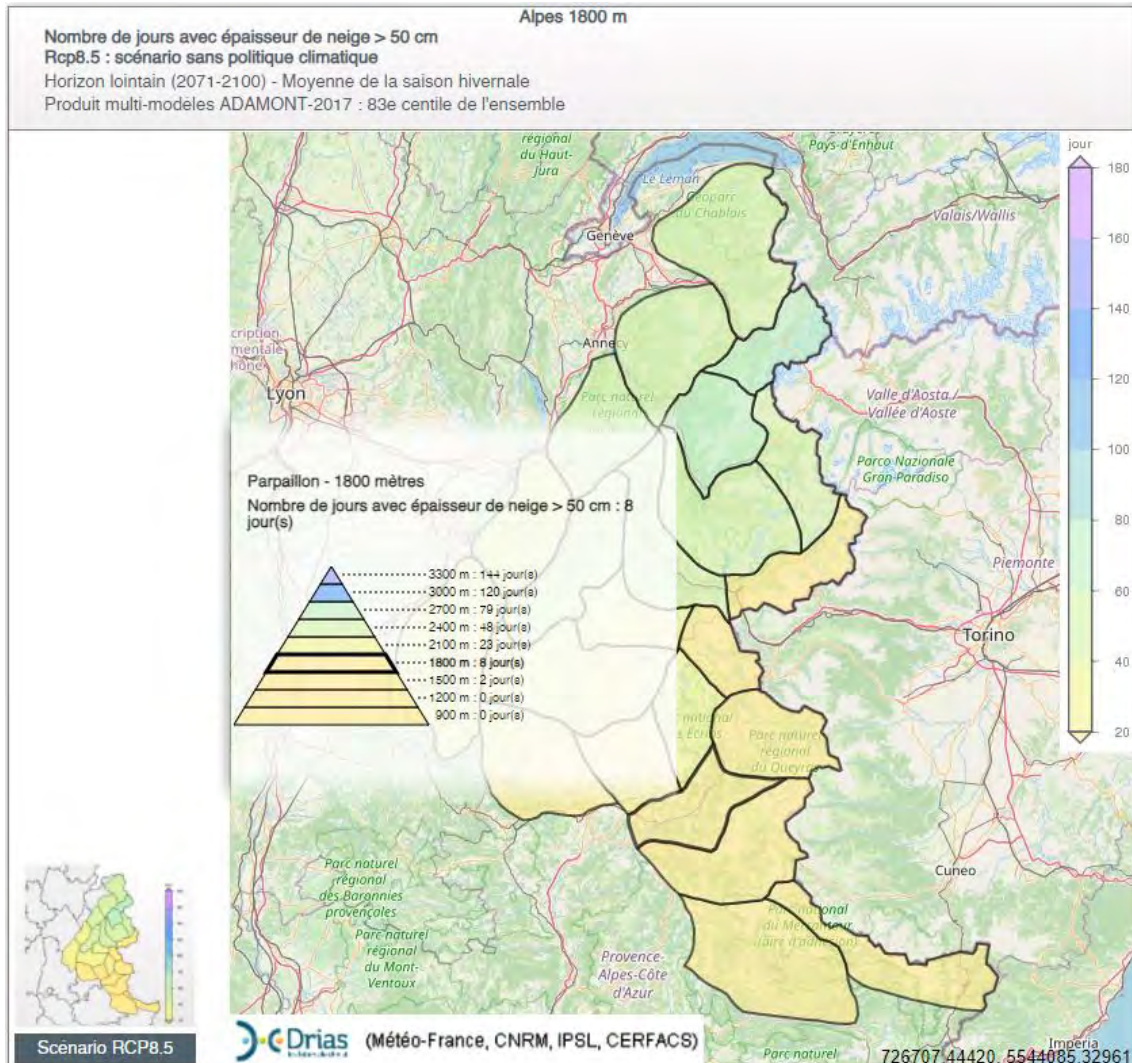 Alpes 1800 m
Nombre de jours avec épaisseur de neige > 50 cm
Rcp8.5 : scénario sans politique climatique
Horizon lointain (2071-2100) - Moyenne de la saison hivernale
Produit multi-modèles ADAMONT-2017 : 83e centile de l'ensemble
régional
du Haut-
Jura
Pays-d'Enhaut
jour
180
160
140
120
100
80
60
40
20
Le Léman
Géoparc
du Chablais
Genève
Valais/Wallis
cription
mentale
Annecy
Lyon
Parc naturel
régional
Valle d'Aosta /
Vallée d'Aoste
Parco Nazionale
Gran Paradiso
Parpaillon - 1800 mètres
Nombre de jours avec épaisseur de neige > 50 cm : 8
jour(s)
3300 m : 144 jour(s)
3000 m : 120 jour(s)
2700 m : 79 jour(s)
2400 m : 48 jour(s)
2100 m : 23 jour(s)
1800 m : 8 jour(s)
1500 m : 2 jour(s)
1200 m : 0 jour(s)
900 m : 0 jour(s)
Piemonte
Torino
Parc naturel
régional
du Queyras
Cuneo
Parc naturel
régional
des Baronnies
provençales
Parc naturel
régional
du Mont-
Ventoux
du Mercantour
(aire d'adhésion)
Provence-
Alpes-Côte
d'Azur
Imperia
Parc naturel
Scénario RCP8.5
Drias
(Météo-France, CNRM, IPSL, CERFACS)
726707.44420, 5544085.32961